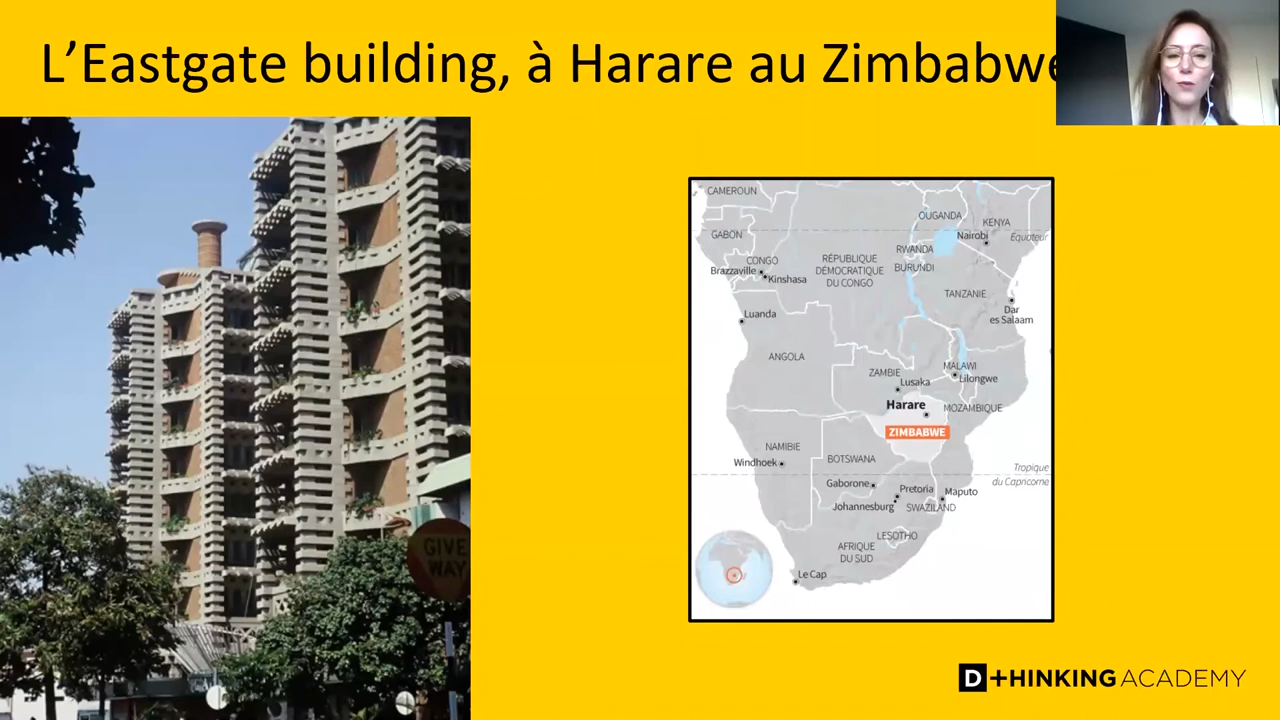 L’Eastgate building, à Harare au Zimbabwe
CAMEROUN
OUGANDA
KENYA
GABON
Nairobi
Équateur
RWANDA
CONGO
RÉPUBLIQUE
DÉMOCRATIQUE
DU CONGO
BURUNDI
Brazzaville
Kinshasa
TANZANIE
Dar
es Salaam
Luanda
ANGOLA
MALAWI
ZAMBIE
Lilongwe
Lusaka
Harare
MOZAMBIQUE
ZIMBABWE
NAMIBIE
BOTSWANA
Windhoek
Tropique
du Capricorne
Gaborone
Pretoria
Maputo
Johannesburg
SWAZILAND
LESOTHO
AFRIQUE
DU SUD
Le Cap
GIVE
WAY
D+HINKING ACADEMY